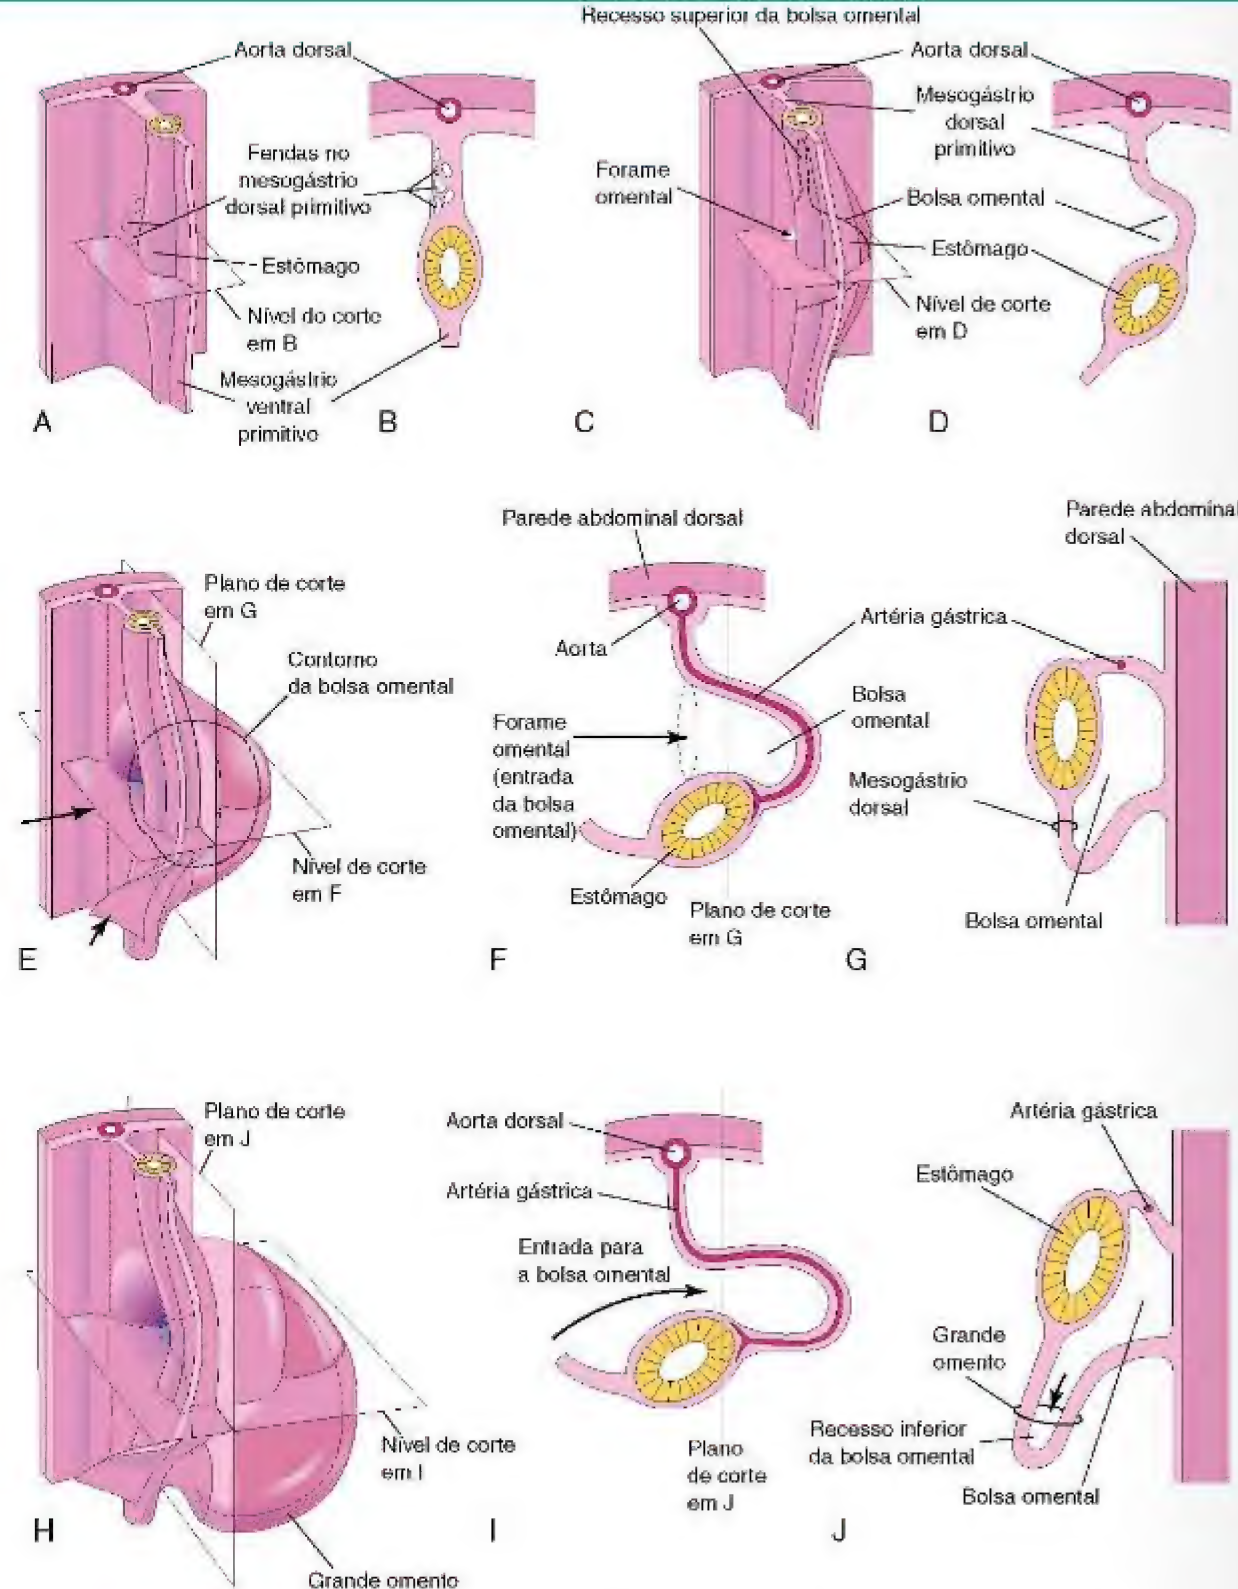 Recesso superior da bolsa omental
Aorta dorsal
Fendas no
mesogástrio
dorsal primitivo
Estômago
Nível do corte
em B
Mesogástrio
ventral
primitivo
A
B
Aorta dorsal
Mesogástrio
dorsal
primitivo
Forame
omental
Bolsa omental
Estômago
Nível de corte
em D
C
D
Plano de corte
em G
Contorno
da bolsa omental
Nível de corte
em F
E
Parede abdominal dorsal
Aorta
Artéria gástrica
Bolsa
omental
Forame
omental
(entrada
da bolsa
omental)
Estômago
Plano de corte
em G
F
Parede abdominal
dorsal
Mesogástrio
dorsal
Bolsa omental
G
Plano de corte
em J
Nível de corte
em I
Grande omento
H
Aorta dorsal
Artéria gástrica
Entrada para
a bolsa omental
Plano
de corte
em J
I
Artéria gástrica
Estômago
Grande
omento
Recesso inferior
da bolsa omental
Bolsa omental
J